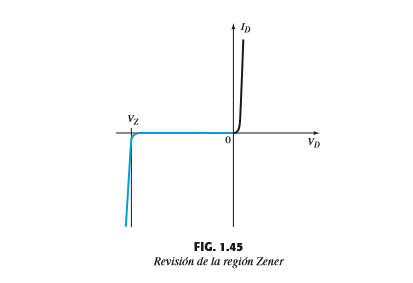 I_D
V_Z
0
V_D
FIG. 1.45
Revisión de la región Zener